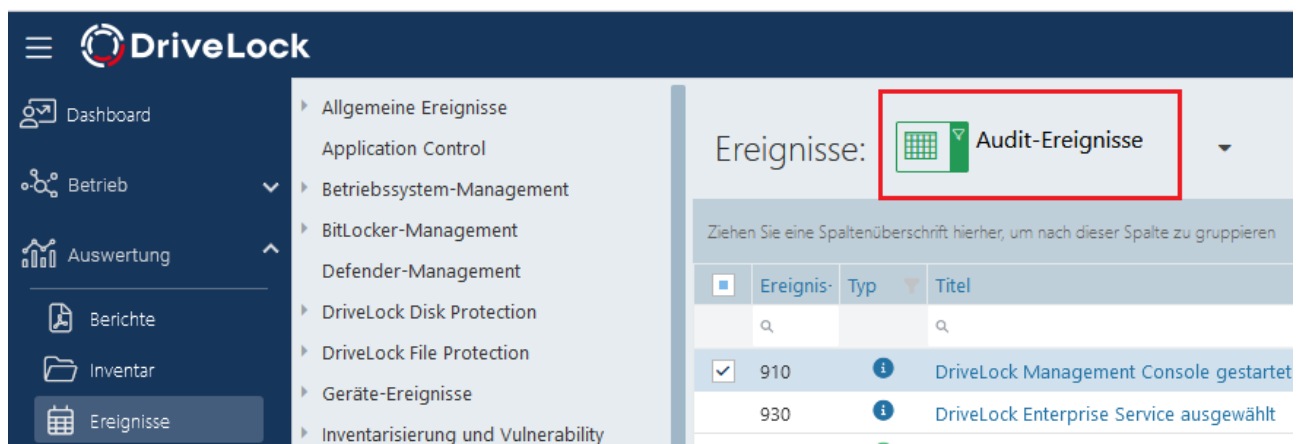 DriveLock
Dashboard
Betrieb
Auswertung
Berichte
Inventar
Ereignisse
Allgemeine Ereignisse
Application Control
Betriebssystem-Management
BitLocker-Management
Defender-Management
DriveLock Disk Protection
DriveLock File Protection
Geräte-Ereignisse
Inventarisierung und Vulnerability
Ereignisse: Audit-Ereignisse
Ziehen Sie eine Spaltenüberschrift hierher, um nach dieser Spalte zu gruppieren
Ereignis- Typ Titel
910 DriveLock Management Console gestartet
930 DriveLock Enterprise Service ausgewählt